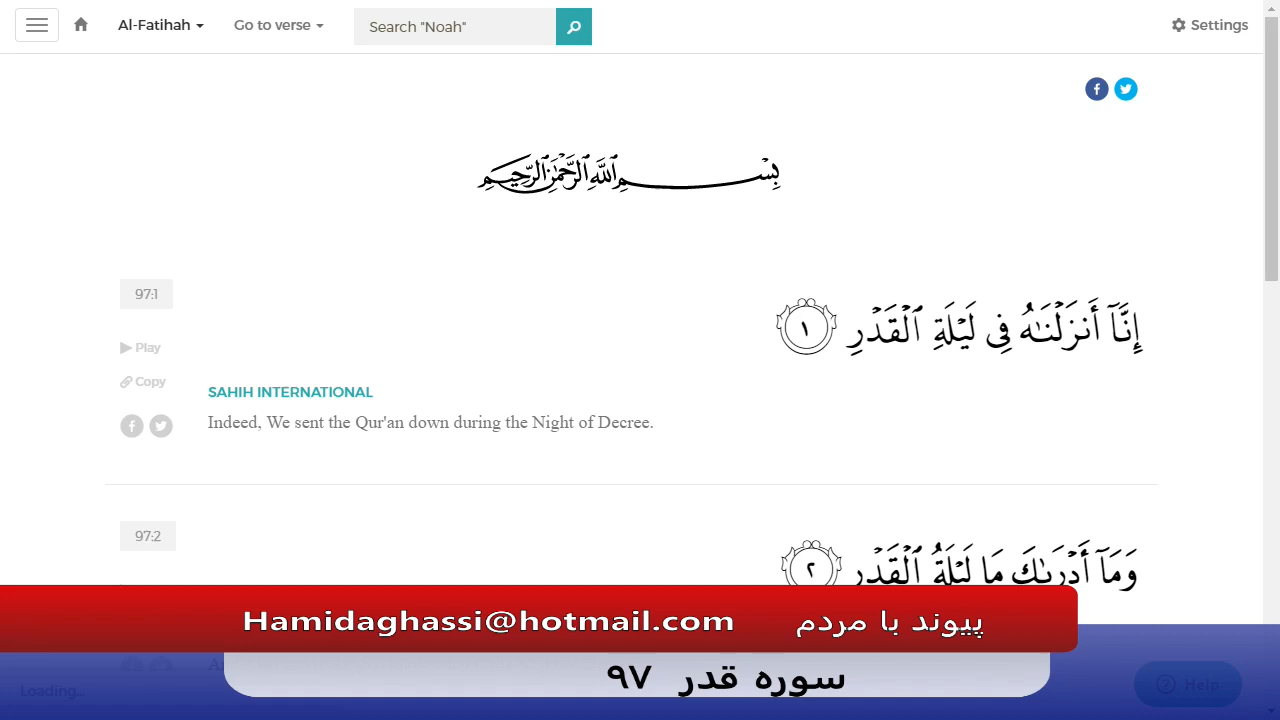 Al-Fatihah Go to verse Search "Noah" Settings
بِسْمِ ٱللَّهِ ٱلرَّحْمَٰنِ ٱلرَّحِيمِ
97:1
إِنَّآ أَنزَلْنَٰهُ فِى لَيْلَةِ ٱلْقَدْرِ ١
Play
Copy
SAHIH INTERNATIONAL
Indeed, We sent the Qur'an down during the Night of Decree.
97:2
وَمَآ أَدْرَىٰكَ مَا لَيْلَةُ ٱلْقَدْرِ ٢
Hamidaghassi@hotmail.com پیوند با مردم
سوره قدر ۹۷
Loading..
Help